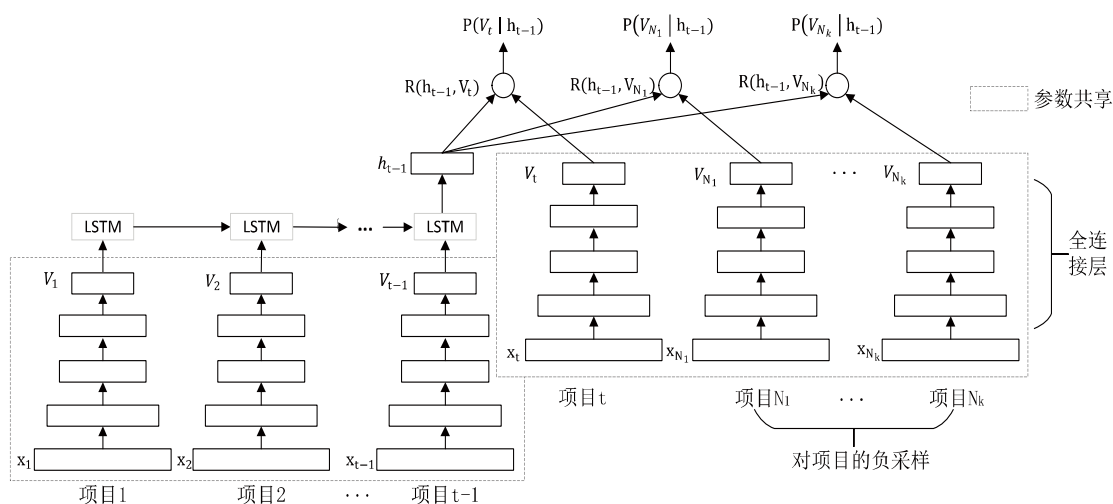 P(V_t | h_{t-1}) P(V_{N_1} | h_{t-1}) P(V_{N_k} | h_{t-1})
R(h_{t-1}, V_t) R(h_{t-1}, V_{N_1}) R(h_{t-1}, V_{N_k})
参数共享
h_{t-1}
V_t V_{N_1} ... V_{N_k}
LSTM LSTM ... LSTM
全连
接层
V_1 V_2 V_{t-1}
x_t x_{N_1} x_{N_k}
项目t 项目N_1 ... 项目N_k
对项目的负采样
x_1 x_2 x_{t-1}
项目1 项目2 ... 项目t-1